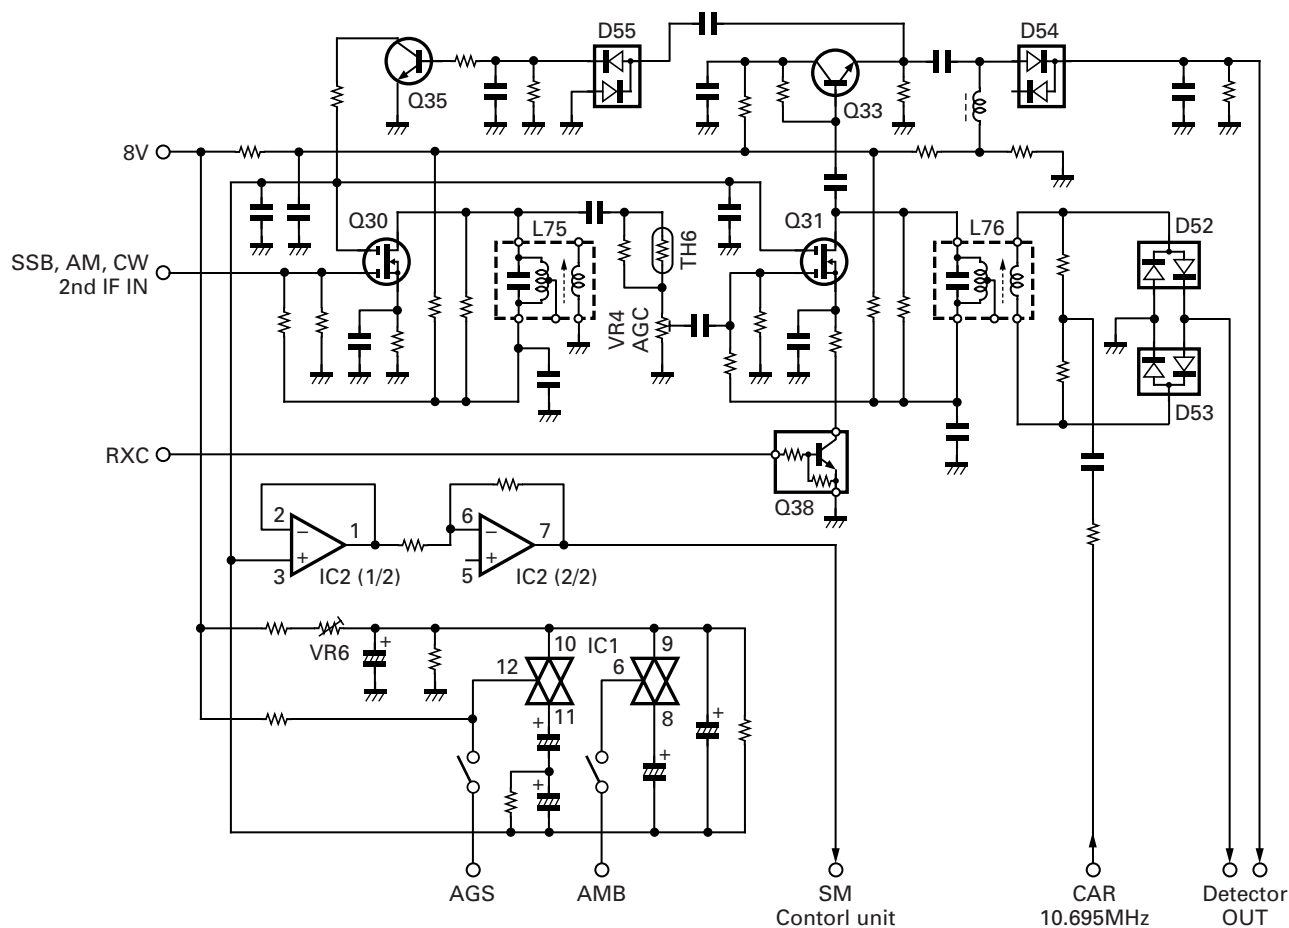 D55
D54
Q35
Q33
8V
Q30
L75
TH6
Q31
L76
D52
SSB, AM, CW
2nd IF IN
VR4
AGC
D53
RXC
Q38
2
−
1
+
3
IC2 (1/2)
6
−
7
+
5
IC2 (2/2)
VR6
+
10
IC1
9
12
6
11
8
+
+
+
+
AGS
AMB
SM
Contorl unit
CAR
10.695MHz
Detector
OUT